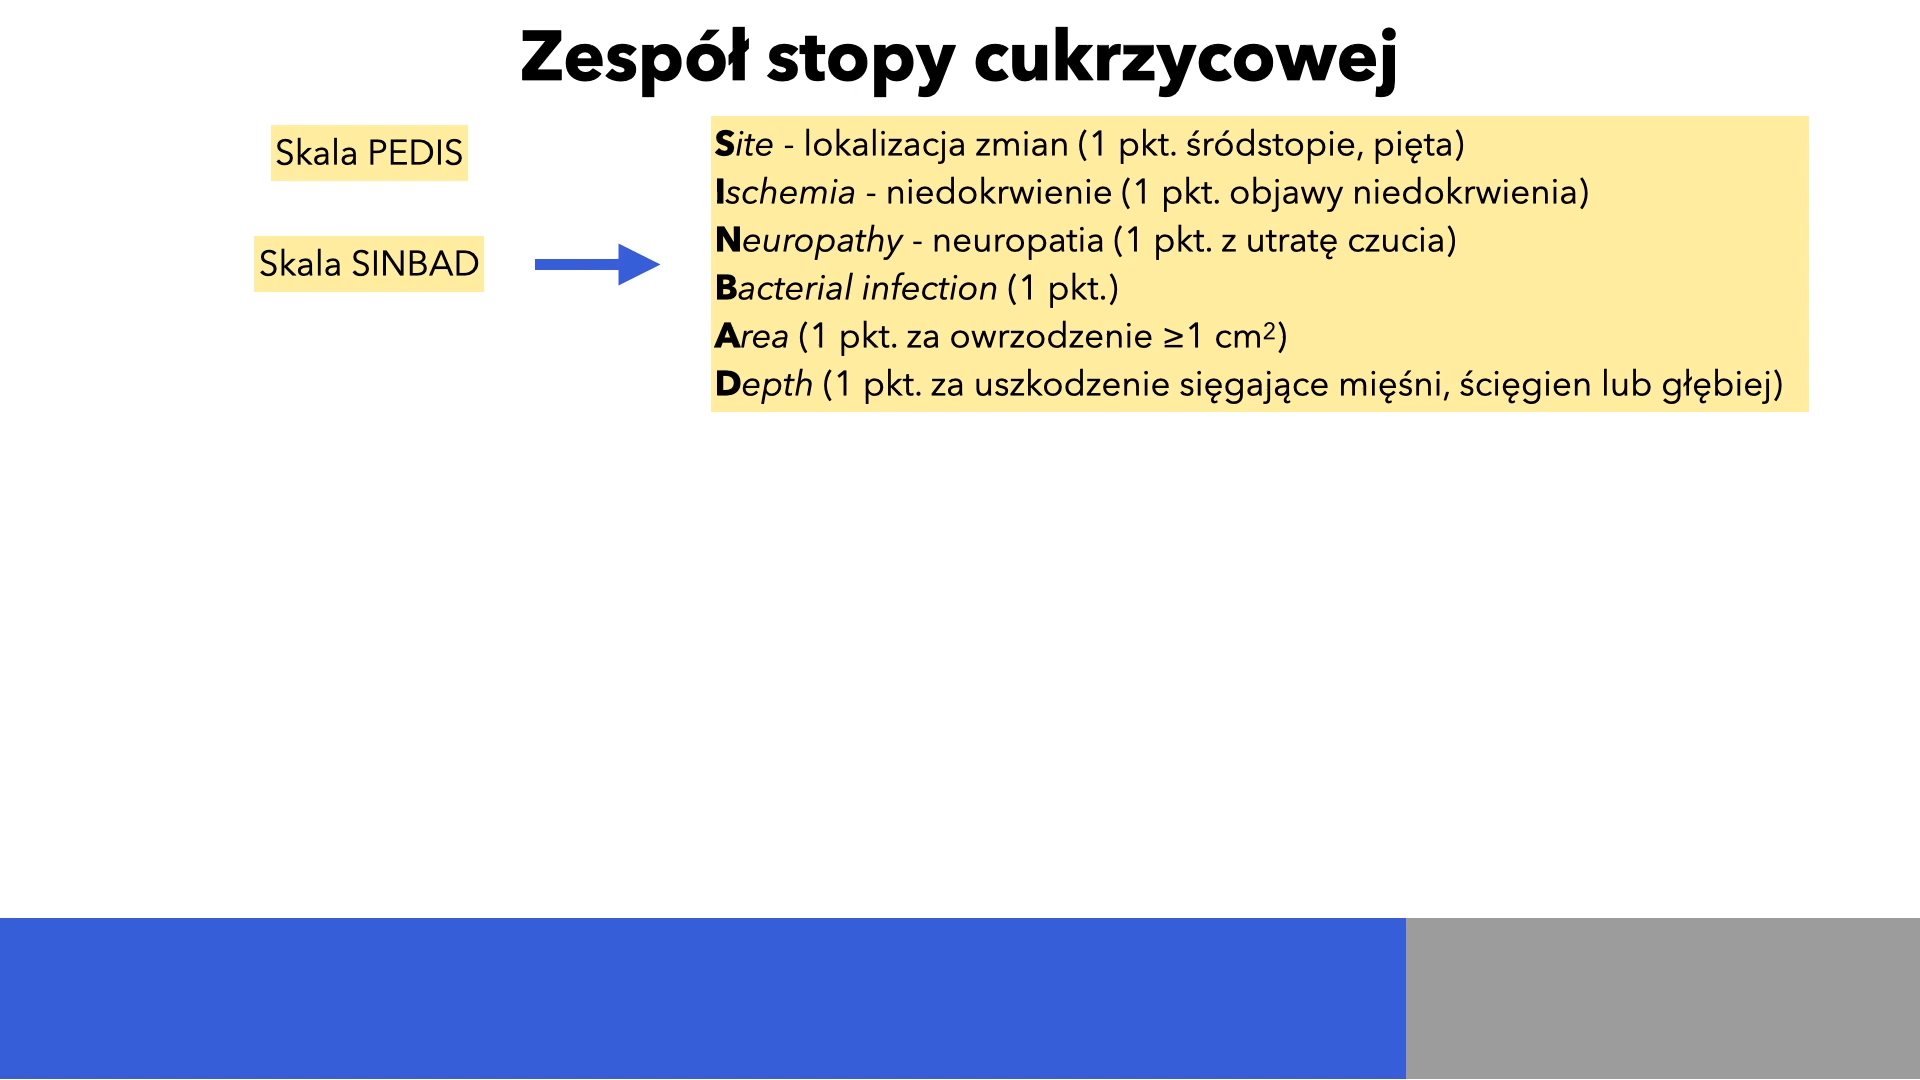 Zespół stopy cukrzycowej
Skala PEDIS
Skala SINBAD
Site - lokalizacja zmian (1 pkt. śródstopie, pięta)
Ischemia - niedokrwienie (1 pkt. objawy niedokrwienia)
Neuropathy - neuropatia (1 pkt. z utratę czucia)
Bacterial infection (1 pkt.)
Area (1 pkt. za owrzodzenie ≥1 cm²)
Depth (1 pkt. za uszkodzenie sięgające mięśni, ścięgien lub głębiej)